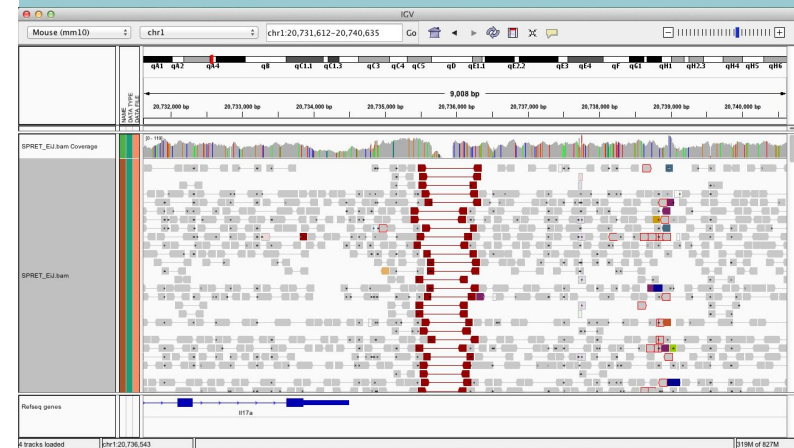 IGV
Mouse (mm10) chr1 chr1:20,731,612-20,740,635 Go
qA1 qA2 qA4 qB qC1.1 qC1.3 qC3 qC4 qC5 qD qE1.1 qE2.2 qE3 qE4 qF qG1 qH1 qH2.3 qH4 qH5 qH6
9,008 bp
20,732,000 bp 20,733,000 bp 20,734,000 bp 20,735,000 bp 20,736,000 bp 20,737,000 bp 20,738,000 bp 20,739,000 bp 20,740,000 bp
NAME
DATA TYPE
DATA FILE
SPRET_EiJ.bam Coverage
[0 - 119]
SPRET_EiJ.bam
Refseq genes
Il17a
4 tracks loaded chr1:20,736,543 319M of 827M